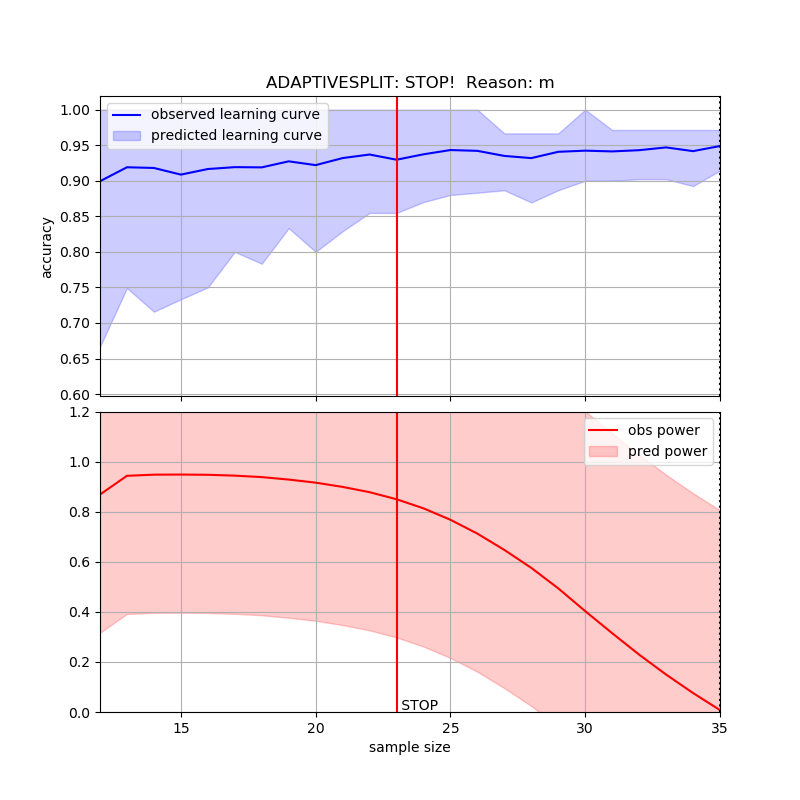 ADAPTIVESPLIT: STOP!  Reason: m
observed learning curve
predicted learning curve
1.00
0.95
0.90
0.85
0.80
0.75
0.70
0.65
0.60
accuracy
obs power
pred power
1.2
1.0
0.8
0.6
0.4
0.2
0.0
STOP
15
20
25
30
35
sample size